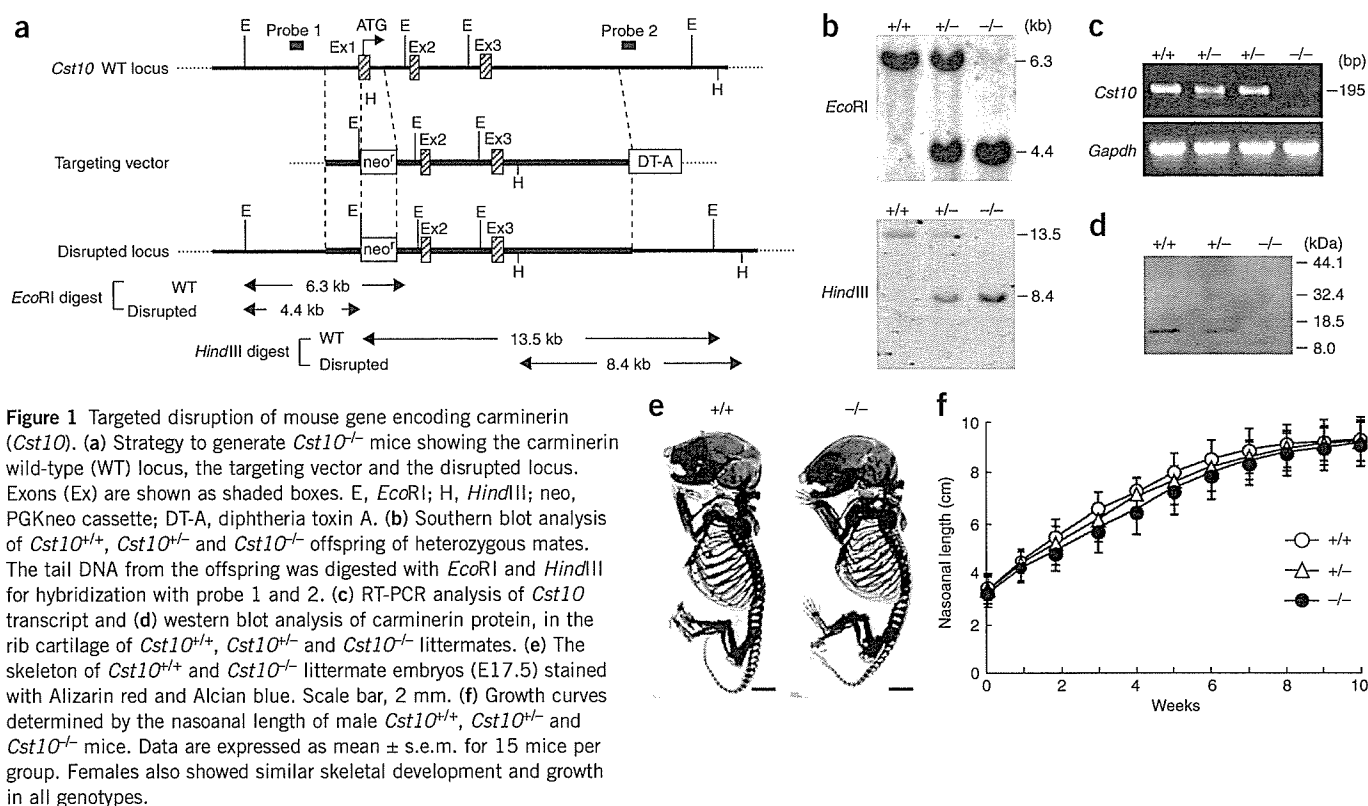 a
E Probe 1 ATG E E Probe 2 E
Ex1 Ex2 Ex3
Cst10 WT locus
H H
E E E
Ex2 Ex3
Targeting vector neoʳ DT-A
H
E E E E E
Ex2 Ex3
Disrupted locus neoʳ
H H
EcoRI digest WT 6.3 kb
Disrupted 4.4 kb
HindIII digest WT 13.5 kb
Disrupted 8.4 kb
b
+/+ +/– –/– (kb)
EcoRI
6.3
4.4
+/+ +/– –/–
HindIII
13.5
8.4
c
+/+ +/– +/– –/– (bp)
Cst10 195
Gapdh
d
+/+ +/– –/– (kDa)
44.1
32.4
18.5
8.0
Figure 1 Targeted disruption of mouse gene encoding carminerin
(Cst10). (a) Strategy to generate Cst10–/– mice showing the carminerin
wild-type (WT) locus, the targeting vector and the disrupted locus.
Exons (Ex) are shown as shaded boxes. E, EcoRI; H, HindIII; neo,
PGKneo cassette; DT-A, diphtheria toxin A. (b) Southern blot analysis
of Cst10+/+, Cst10+/– and Cst10–/– offspring of heterozygous mates.
The tail DNA from the offspring was digested with EcoRI and HindIII
for hybridization with probe 1 and 2. (c) RT-PCR analysis of Cst10
transcript and (d) western blot analysis of carminerin protein, in the
rib cartilage of Cst10+/+, Cst10+/– and Cst10–/– littermates. (e) The
skeleton of Cst10+/+ and Cst10–/– littermate embryos (E17.5) stained
with Alizarin red and Alcian blue. Scale bar, 2 mm. (f) Growth curves
determined by the nasoanal length of male Cst10+/+, Cst10+/– and
Cst10–/– mice. Data are expressed as mean ± s.e.m. for 15 mice per
group. Females also showed similar skeletal development and growth
in all genotypes.
e
+/+ –/–
f
Nasoanal length (cm)
10
8
6
4
2
0
0 2 4 6 8 10
Weeks
+/+
+/–
–/–